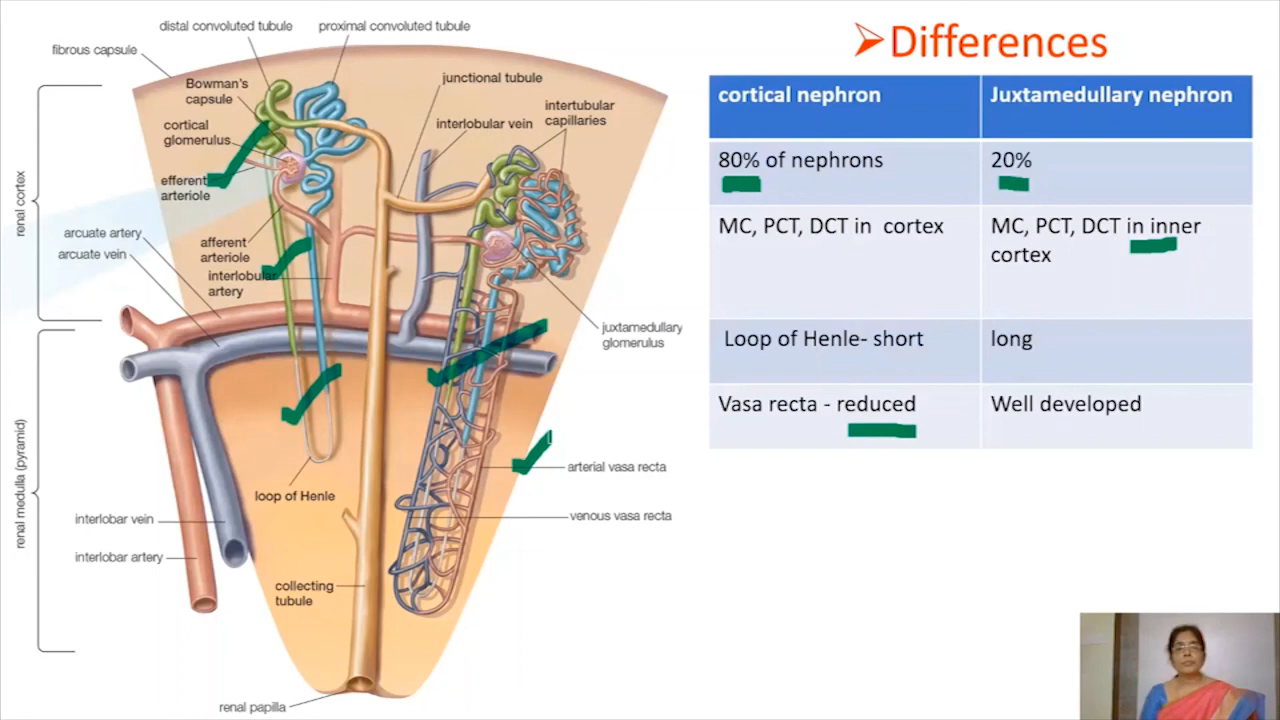 distal convoluted tubule
proximal convoluted tubule
fibrous capsule
Bowman's
capsule
junctional tubule
cortical
glomerulus
interlobular vein
intertubular
capillaries
efferent
arteriole
renal cortex
arcuate artery
arcuate vein
afferent
arteriole
interlobular
artery
juxtamedullary
glomerulus
renal medulla (pyramid)
loop of Henle
arterial vasa recta
venous vasa recta
interlobar vein
interlobar artery
collecting
tubule
renal papilla
Differences
cortical nephron
Juxtamedullary nephron
80% of nephrons
20%
MC, PCT, DCT in cortex
MC, PCT, DCT in inner
cortex
Loop of Henle- short
long
Vasa recta - reduced
Well developed